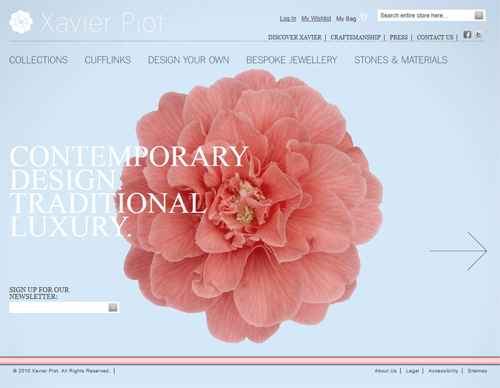 Xavier Piot
Log In My Wishlist My Bag
Search entire store here...
DISCOVER XAVIER | CRAFTSMANSHIP | PRESS | CONTACT US |
COLLECTIONS CUFFLINKS DESIGN YOUR OWN BESPOKE JEWELLERY STONES & MATERIALS
CONTEMPORARY
DESIGN.
TRADITIONAL
LUXURY.
SIGN UP FOR OUR
NEWSLETTER:
© 2010 Xavier Piot. All Rights Reserved. |
About Us | Legal | Accessibility | Sitemap